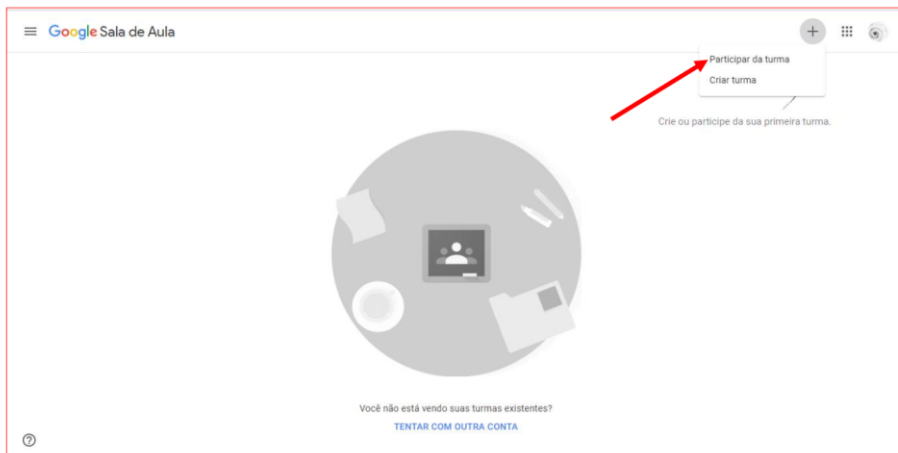 Google Sala de Aula
Participar da turma
Criar turma
Crie ou participe da sua primeira turma.
Você não está vendo suas turmas existentes?
TENTAR COM OUTRA CONTA